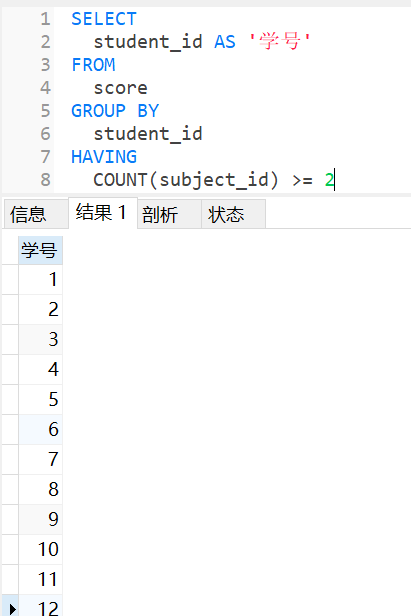 1 SELECT
2 student_id AS '学号'
3 FROM
4 score
5 GROUP BY
6 student_id
7 HAVING
8 COUNT(subject_id) >= 2
信息 结果 1 剖析 状态
学号
1
2
3
4
5
6
7
8
9
10
11
12